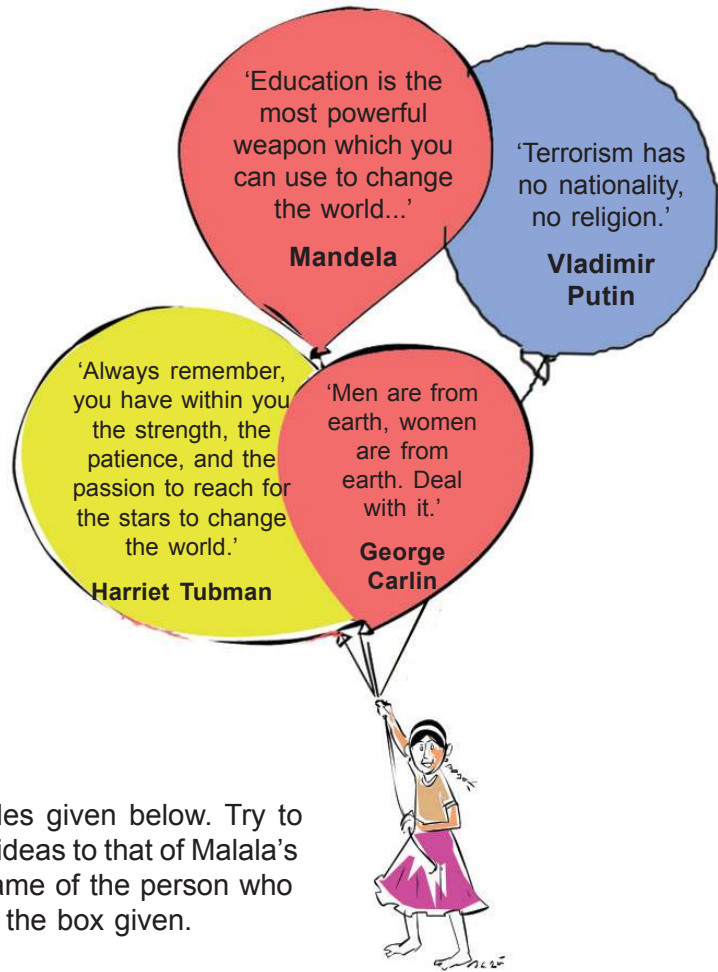 ‘Education is the
most powerful
weapon which you
can use to change
the world...’
Mandela
‘Terrorism has
no nationality,
no religion.’
Vladimir
Putin
‘Always remember,
you have within you
the strength, the
patience, and the
passion to reach for
the stars to change
the world.’
Harriet Tubman
‘Men are from
earth, women
are from
earth. Deal
with it.’
George
Carlin
les given below. Try to
ideas to that of Malala’s
ame of the person who
the box given.